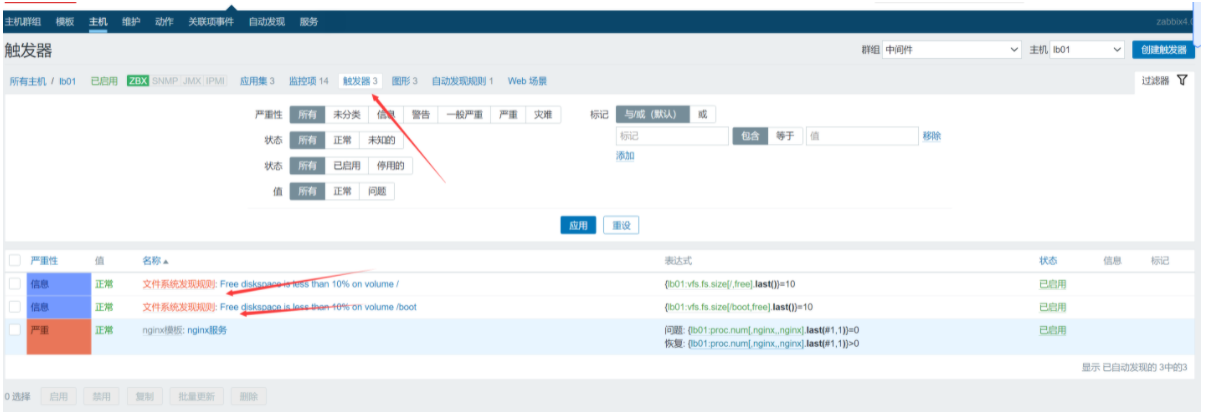 主机群组 模板 主机 维护 动作 关联项事件 自动发现 服务 zabbix4.0
触发器 群组 中间件 主机 lb01 创建触发器
所有主机 / lb01 已启用 ZBX SNMP JMX IPMI 应用集 3 监控项 14 触发器 3 图形 3 自动发现规则 1 Web 场景 过滤器
严重性 所有 未分类 信息 警告 一般严重 严重 灾难 标记 与/或 (默认) 或
状态 所有 正常 未知的 标记 包含 等于 值 移除
添加
状态 所有 已启用 停用的
值 所有 正常 问题
应用 重设
严重性 值 名称 表达式 状态 信息 标记
信息 正常 文件系统发现规则: Free diskspace is less than 10% on volume / {lb01:vfs.fs.size[/,free].last()}=10 已启用
信息 正常 文件系统发现规则: Free diskspace is less than 10% on volume /boot {lb01:vfs.fs.size[/boot,free].last()}=10 已启用
严重 正常 nginx模板: nginx服务 问题: {lb01:proc.num[,nginx,,nginx].last(#1,1)}=0 已启用
恢复: {lb01:proc.num[,nginx,,nginx].last(#1,1)}>0
显示 已自动发现的 3中的3
0 选择 启用 禁用 复制 批量更新 删除